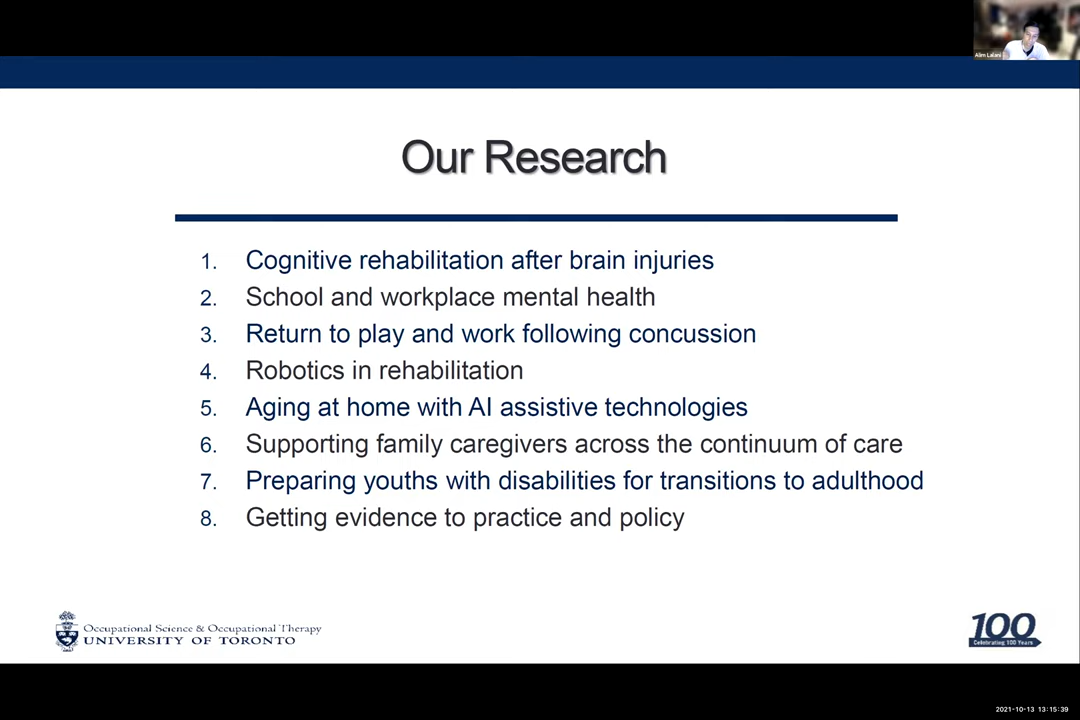 Alim Lalani
Our Research
1. Cognitive rehabilitation after brain injuries
2. School and workplace mental health
3. Return to play and work following concussion
4. Robotics in rehabilitation
5. Aging at home with AI assistive technologies
6. Supporting family caregivers across the continuum of care
7. Preparing youths with disabilities for transitions to adulthood
8. Getting evidence to practice and policy
Occupational Science & Occupational Therapy
UNIVERSITY OF TORONTO
100
Celebrating 100 Years
2021-10-13 13:15:39